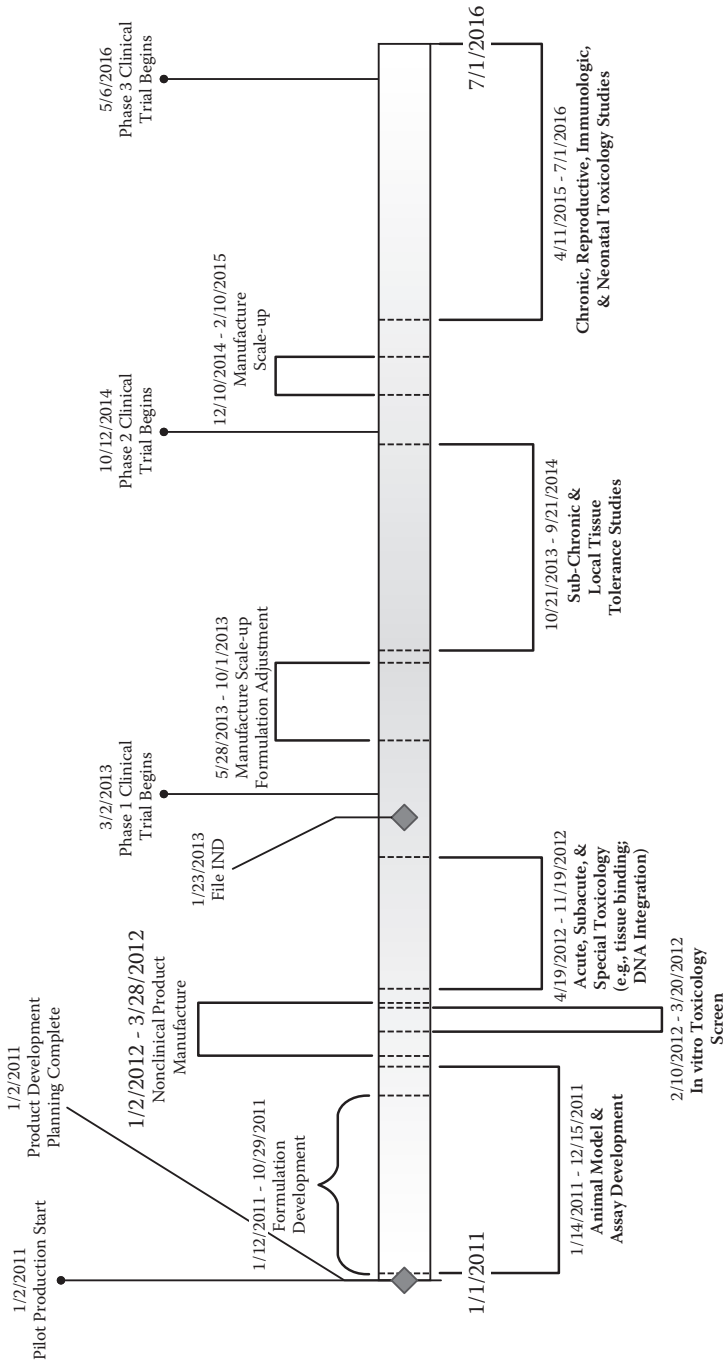 1/2/2011
Pilot Production Start
1/2/2011
Product Development
Planning Complete
1/12/2011 - 10/29/2011
Formulation
Development
1/2/2012 - 3/28/2012
Nonclinical Product
Manufacture
1/23/2013
File IND
3/2/2013
Phase 1 Clinical
Trial Begins
5/28/2013 - 10/1/2013
Manufacture Scale-up
Formulation Adjustment
10/12/2014
Phase 2 Clinical
Trial Begins
12/10/2014 - 2/10/2015
Manufacture
Scale-up
5/6/2016
Phase 3 Clinical
Trial Begins
1/1/2011
7/1/2016
1/14/2011 - 12/15/2011
Animal Model &
Assay Development
2/10/2012 - 3/20/2012
In vitro Toxicology
Screen
4/19/2012 - 11/19/2012
Acute, Subacute, &
Special Toxicology
(e.g., tissue binding;
DNA Integration)
10/21/2013 - 9/21/2014
Sub-Chronic &
Local Tissue
Tolerance Studies
4/11/2015 - 7/1/2016
Chronic, Reproductive, Immunologic,
& Neonatal Toxicology Studies